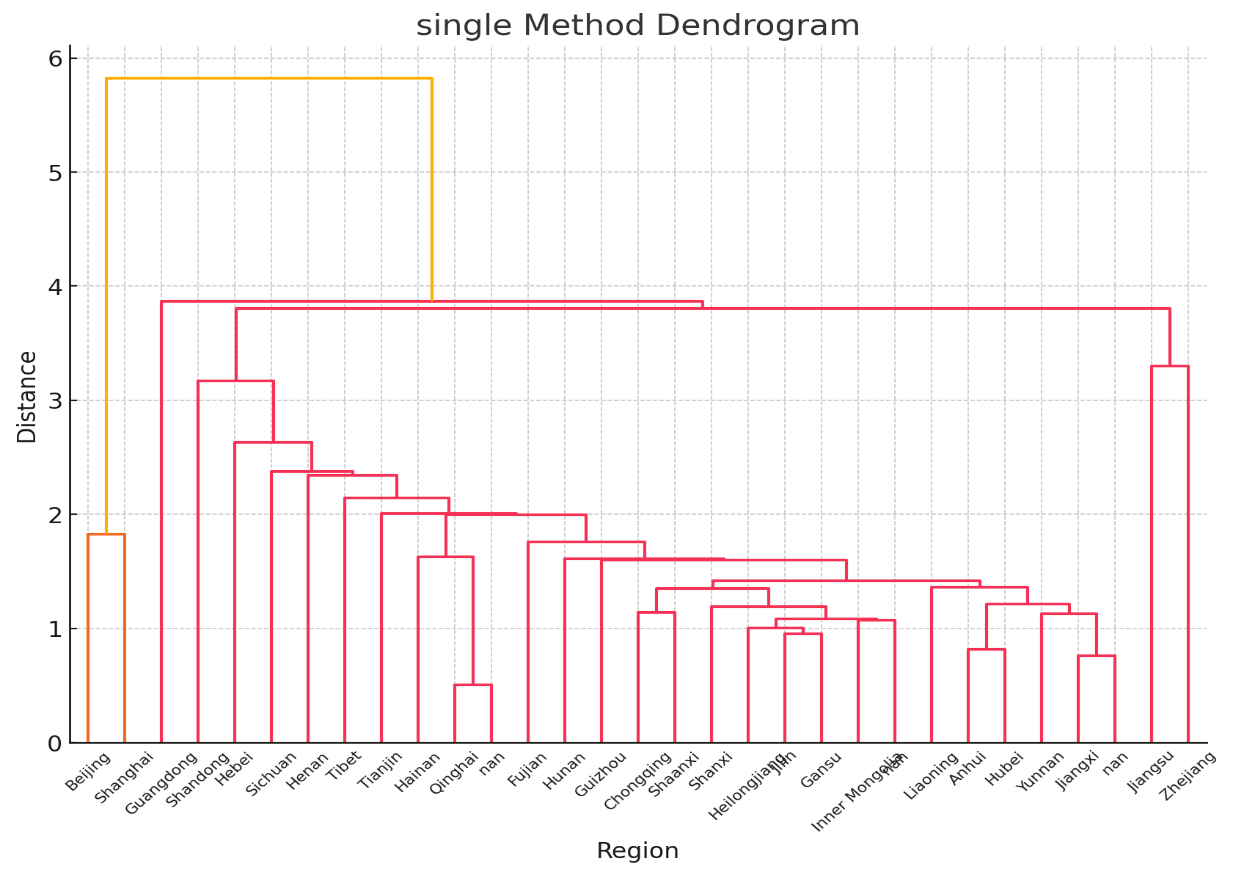 single Method Dendrogram
6
5
4
3
2
1
0
Distance
Beijing
Shanghai
Guangdong
Shandong
Hebei
Sichuan
Henan
Tibet
Tianjin
Hainan
Qinghai
nan
Fujian
Hunan
Guizhou
Chongqing
Shaanxi
Shanxi
Heilongjiang
Jilin
Gansu
Inner Mongolia
nan
Liaoning
Anhui
Hubei
Yunnan
Jiangxi
nan
Jiangsu
Zhejiang
Region